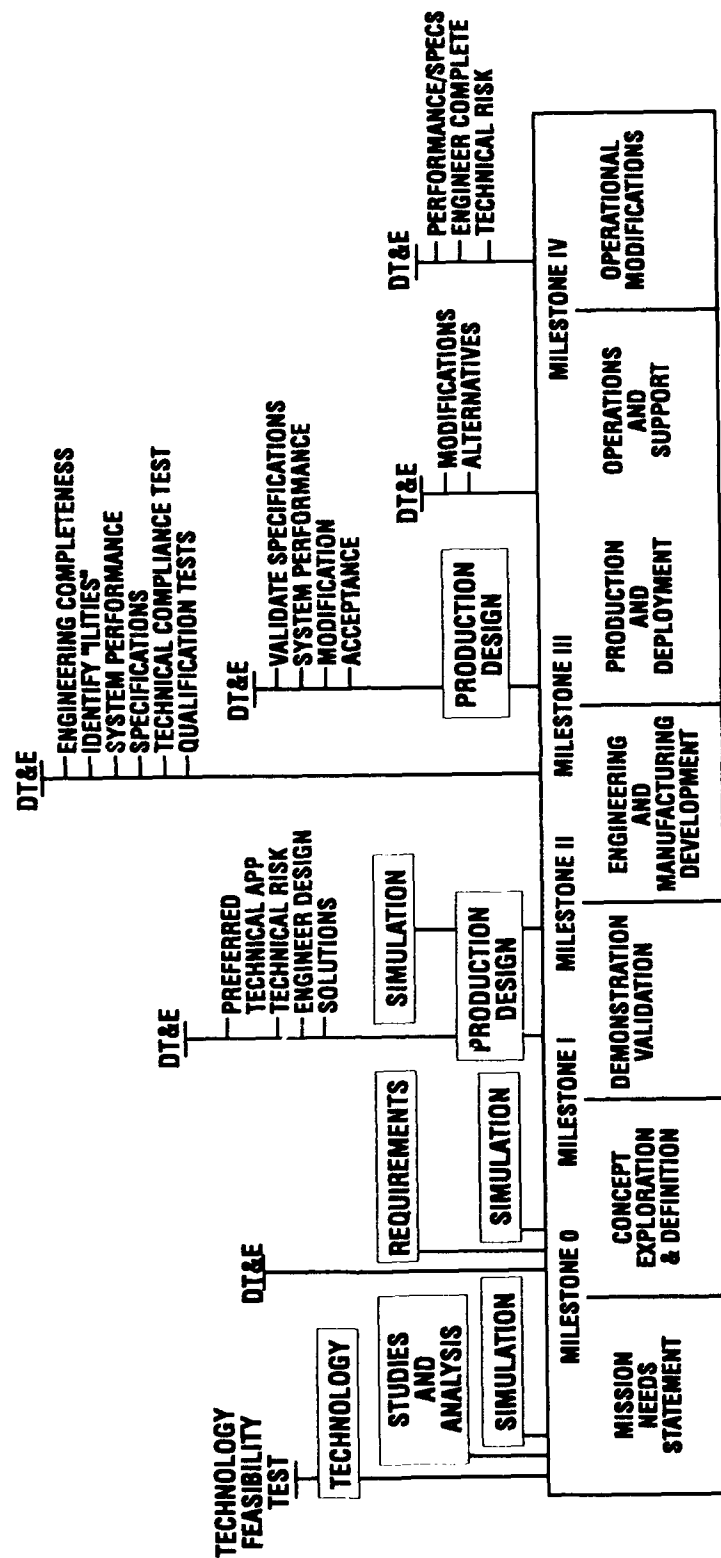 TECHNOLOGY
FEASIBILITY
TEST
TECHNOLOGY
STUDIES
AND
ANALYSIS
SIMULATION
DT&E
REQUIREMENTS
SIMULATION
DT&E
PREFERRED
TECHNICAL APP
TECHNICAL RISK
ENGINEER DESIGN
SOLUTIONS
PRODUCTION
DESIGN
SIMULATION
DT&E
ENGINEERING COMPLETENESS
IDENTIFY "ILITIES"
SYSTEM PERFORMANCE
SPECIFICATIONS
TECHNICAL COMPLIANCE TEST
QUALIFICATION TESTS
DT&E
VALIDATE SPECIFICATIONS
SYSTEM PERFORMANCE
MODIFICATION
ACCEPTANCE
PRODUCTION
DESIGN
DT&E
MODIFICATIONS
ALTERNATIVES
DT&E
PERFORMANCE/SPECS
ENGINEER COMPLETE
TECHNICAL RISK
MILESTONE 0
MILESTONE I
MILESTONE II
MILESTONE III
MILESTONE IV
MISSION
NEEDS
STATEMENT
CONCEPT
EXPLORATION
& DEFINITION
DEMONSTRATION
VALIDATION
ENGINEERING
AND
MANUFACTURING
DEVELOPMENT
PRODUCTION
AND
DEPLOYMENT
OPERATIONS
AND
SUPPORT
OPERATIONAL
MODIFICATIONS